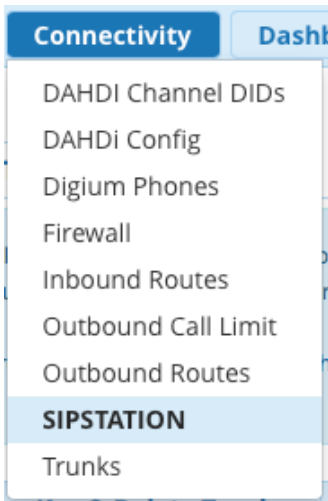 Connectivity Dashb
DAHDI Channel DIDs
DAHDi Config
Digium Phones
Firewall
Inbound Routes
Outbound Call Limit
Outbound Routes
SIPSTATION
Trunks